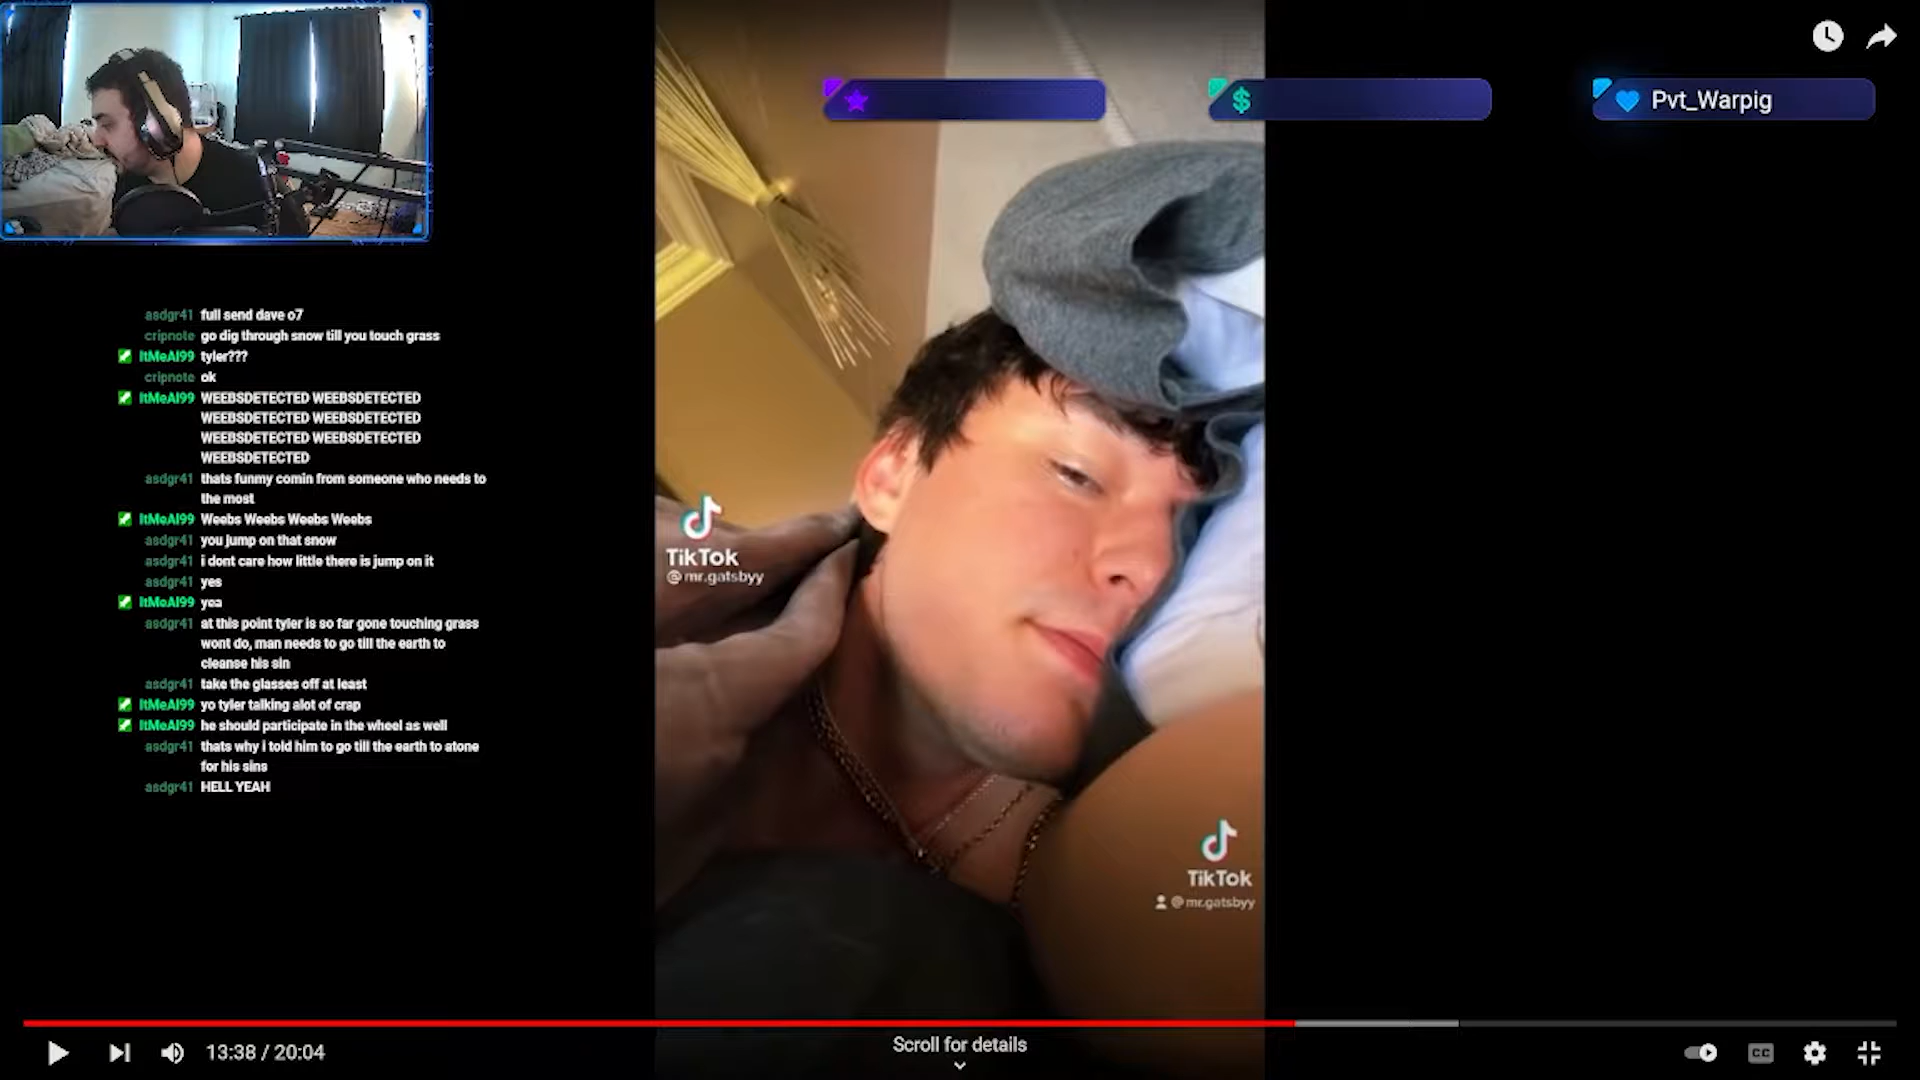 Pvt_Warpig
asdgr41 full send dave o7
cripnote go dig through snow till you touch grass
ItMeAl99 tyler???
cripnote ok
ItMeAl99 WEEBSDETECTED WEEBSDETECTED
WEEBSDETECTED WEEBSDETECTED
WEEBSDETECTED WEEBSDETECTED
WEEBSDETECTED
asdgr41 thats funmy comin from someone who needs to
the most
ItMeAl99 Weebs Weebs Weebs Weebs
asdgr41 you jump on that snow
asdgr41 i dont care how little there is jump on it
asdgr41 yes
ItMeAl99 yea
asdgr41 at this point tyler is so far gone touching grass
wont do, man needs to go till the earth to
cleanse his sin
asdgr41 take the glasses off at least
ItMeAl99 yo tyler talking alot of crap
ItMeAl99 he should participate in the wheel as well
asdgr41 thats why i told him to go till the earth to atone
for his sins
asdgr41 HELL YEAH
TikTok
@mr.gatsbyy
TikTok
@mr.gatsbyy
13:38 / 20:04
Scroll for details
CC